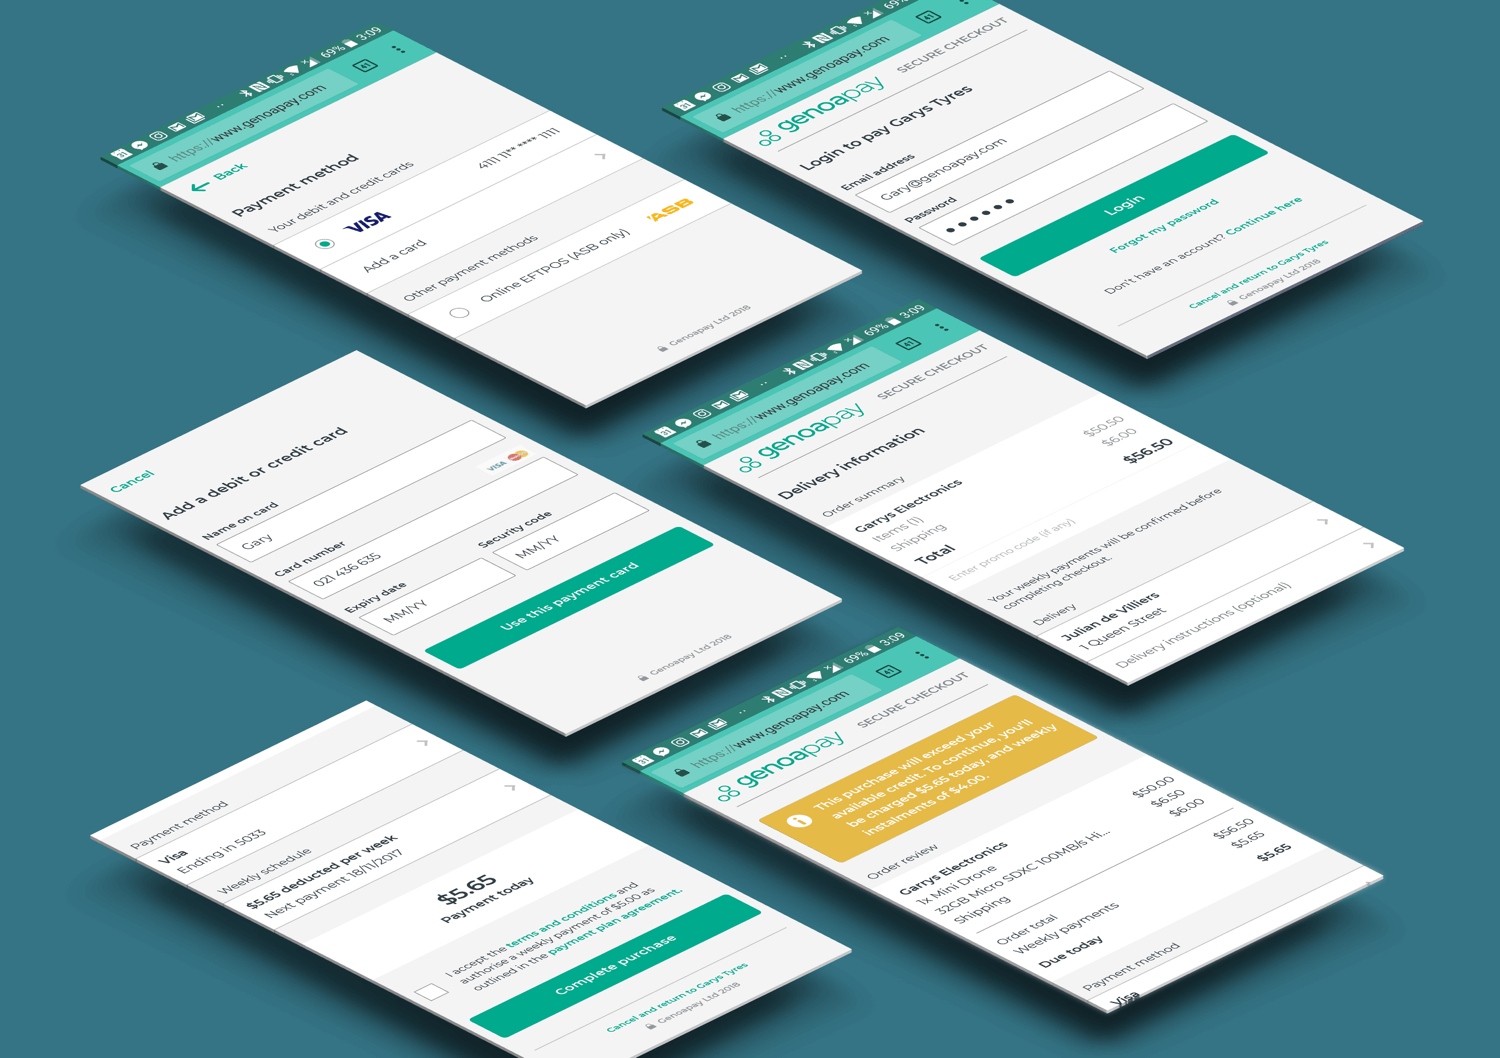 31
69%
3:09
https://www.genoapay.com
41
Back
Payment method
Your debit and credit cards
VISA
4111 11** **** 1111
Add a card
Other payment methods
Online EFTPOS (ASB only)
ASB
Genoapay Ltd 2018
31
69%
https://www.genoapay.com
41
genoapay
SECURE CHECKOUT
Login to pay Garys Tyres
Email address
Gary@genoapay.com
Password
Login
Forgot my password
Don't have an account? Continue here
Cancel and return to Garys Tyres
Genoapay Ltd 2018
Cancel
Add a debit or credit card
Name on card
Gary
Card number
VISA
021 436 635
Expiry date
Security code
MM/YY
MM/YY
Use this payment card
Genoapay Ltd 2018
31
69%
3:09
https://www.genoapay.com
41
genoapay
SECURE CHECKOUT
Delivery information
Order summary
Garrys Electronics
Items (1)
$50.50
Shipping
$6.00
Total
$56.50
Enter promo code (if any)
Your weekly payments will be confirmed before
completing checkout.
Delivery
Julian de Villiers
1 Queen Street
Delivery instructions (optional)
Payment method
Visa
Ending in 5033
Weekly schedule
$5.65 deducted per week
Next payment 18/11/2017
$5.65
Payment today
I accept the terms and conditions and
authorise a weekly payment of $5.00 as
outlined in the payment plan agreement.
Complete purchase
Cancel and return to Garys Tyres
Genoapay Ltd 2018
31
69%
3:09
https://www.genoapay.com
41
genoapay
SECURE CHECKOUT
This purchase will exceed your
available credit. To continue, you'll
be charged $5.65 today, and weekly
instalments of $4.00.
Order review
Garrys Electronics
1x Mini Drone
$50.00
32GB Micro SDXC 100MB/s Hi...
$6.50
Shipping
$6.00
Order total
$56.50
Weekly payments
$5.65
Due today
$5.65
Payment method
Visa